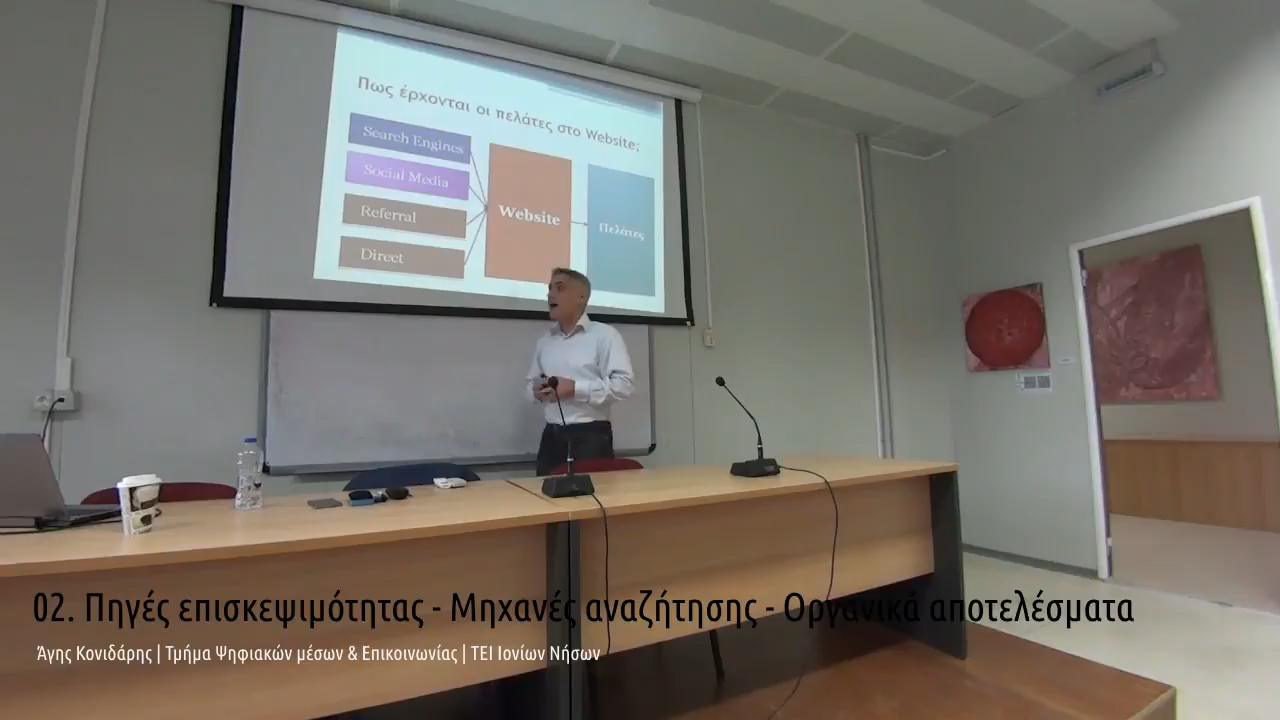 Πως έρχονται οι πελάτες στο Website;
Search Engines
Social Media
Referral
Direct
Website
Πελάτες
02. Πηγές επισκεψιμότητας - Μηχανές αναζήτησης - Οργανικά αποτελέσματα
Άγης Κονιδάρης | Τμήμα Ψηφιακών μέσων & Επικοινωνίας | ΤΕΙ Ιονίων Νήσων